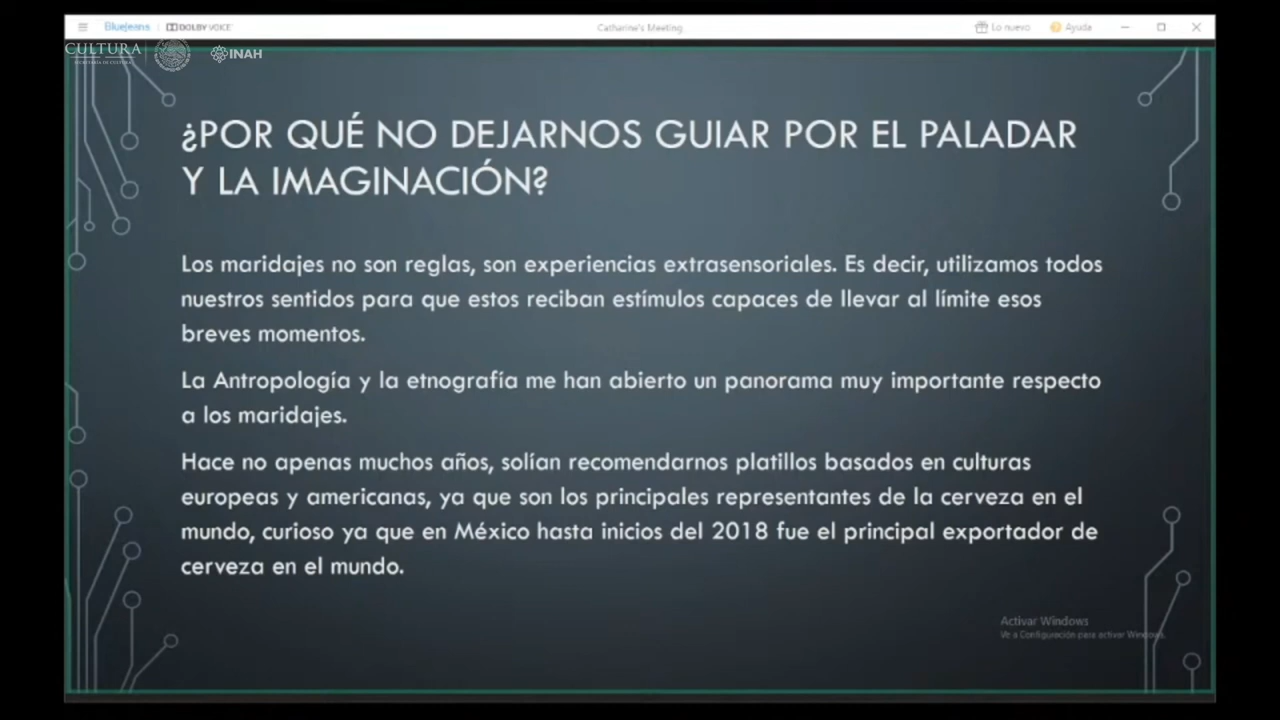 BlueJeans
DOLBY VOICE
Catharine's Meeting
Lo nuevo
Ayuda
CULTURA
SECRETARÍA DE CULTURA
INAH
¿POR QUÉ NO DEJARNOS GUIAR POR EL PALADAR
Y LA IMAGINACIÓN?
Los maridajes no son reglas, son experiencias extrasensoriales. Es decir, utilizamos todos
nuestros sentidos para que estos reciban estímulos capaces de llevar al límite esos
breves momentos.
La Antropología y la etnografía me han abierto un panorama muy importante respecto
a los maridajes.
Hace no apenas muchos años, solían recomendarnos platillos basados en culturas
europeas y americanas, ya que son los principales representantes de la cerveza en el
mundo, curioso ya que en México hasta inicios del 2018 fue el principal exportador de
cerveza en el mundo.
Activar Windows
Ve a Configuración para activar Windows.